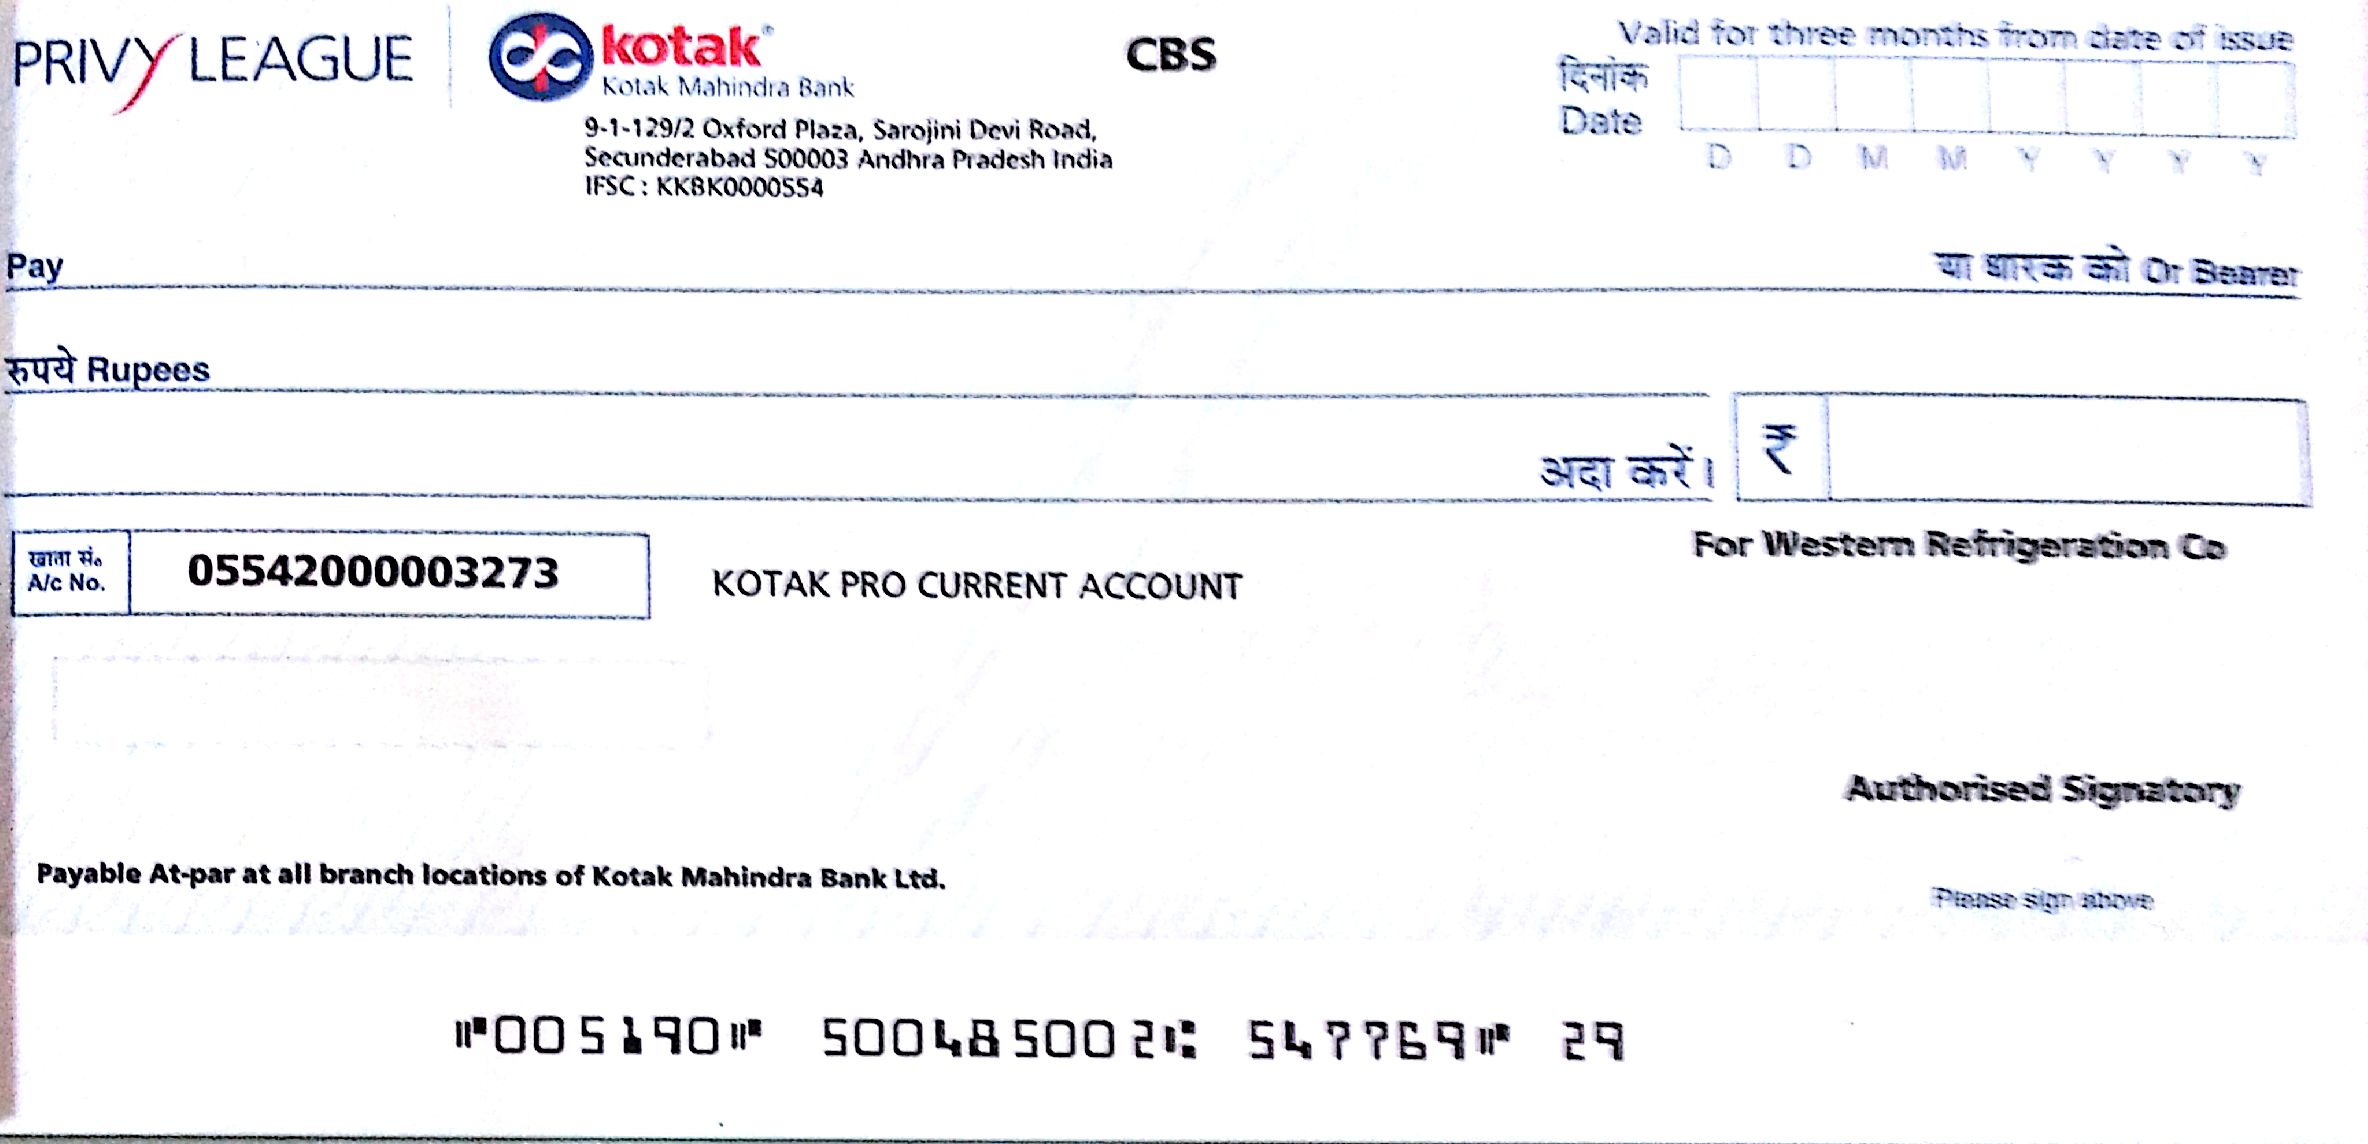 PRIVY LEAGUE
kotak
Kotak Mahindra Bank
CBS
9-1-129/2 Oxford Plaza, Sarojini Devi Road,
Secunderabad 500003 Andhra Pradesh India
IFSC : KKBK0000554
Valid for three months from date of issue
दिनांक
Date
D D M M Y Y Y Y
Pay
या धारक को Or Bearer
रुपये Rupees
अदा करें।
₹
खाता सं॰
A/c No.
05542000003273
KOTAK PRO CURRENT ACCOUNT
For Western Refrigeration Co
Authorised Signatory
Payable At-par at all branch locations of Kotak Mahindra Bank Ltd.
Please sign above
⑈005190⑈ 500485002⑆ 547769⑈ 29